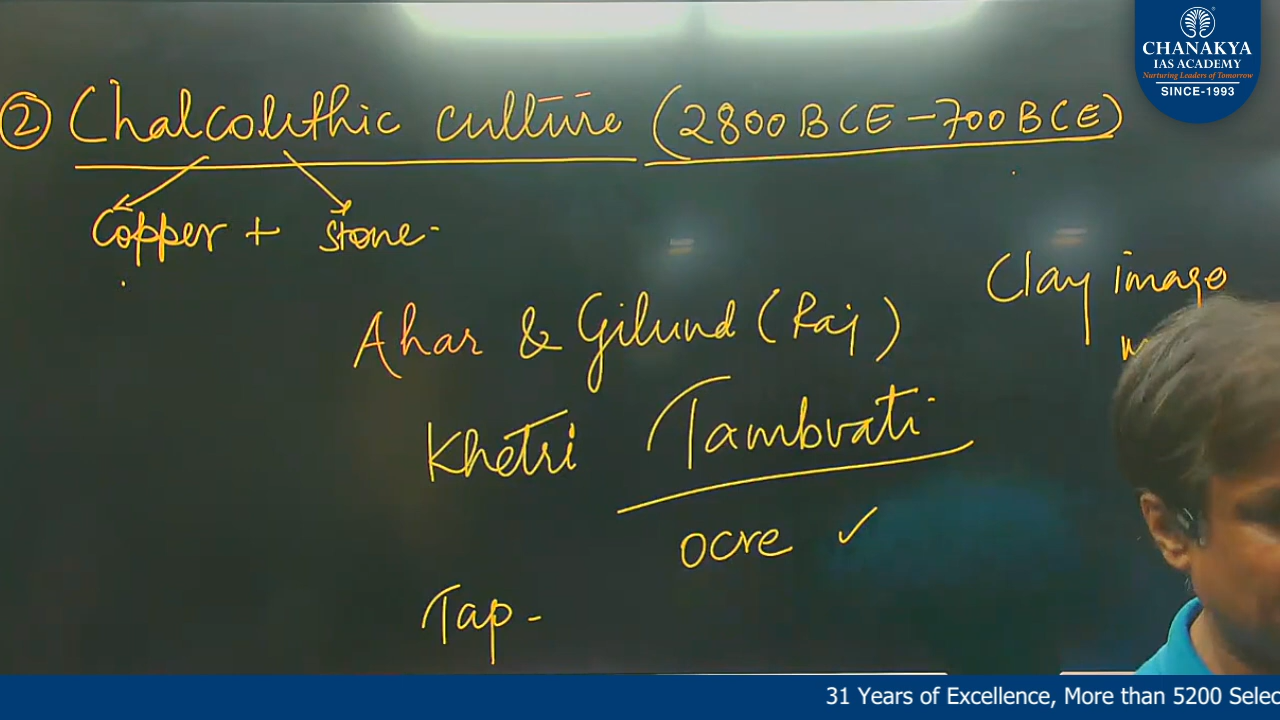 ② Chalcolithic culture (2800 BCE - 700 BCE)
Copper + stone
Clay image
Ahar & Gilund (Raj)
Khetri Tambvati
ocre ✓
Tap -
CHANAKYA
IAS ACADEMY
Nurturing Leaders of Tomorrow
SINCE-1993
31 Years of Excellence, More than 5200 Selec